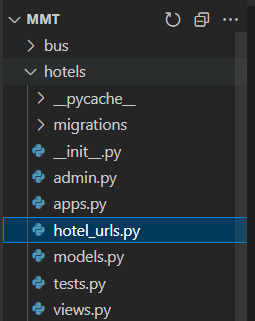 MMT
bus
hotels
__pycache__
migrations
__init__.py
admin.py
apps.py
hotel_urls.py
models.py
tests.py
views.py